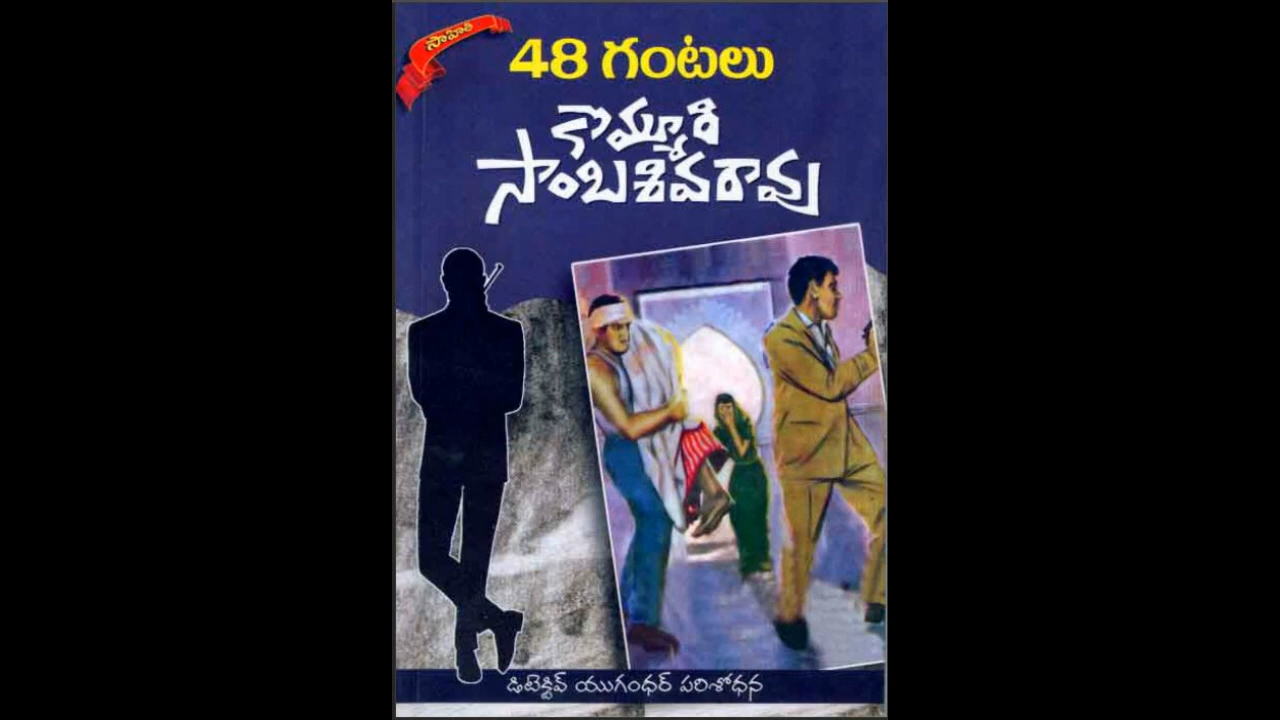 సాహితి
48 గంటలు
కొమ్మూరి
సాంబశివరావు
డిటెక్టివ్ యుగంధర్ పరిశోధన